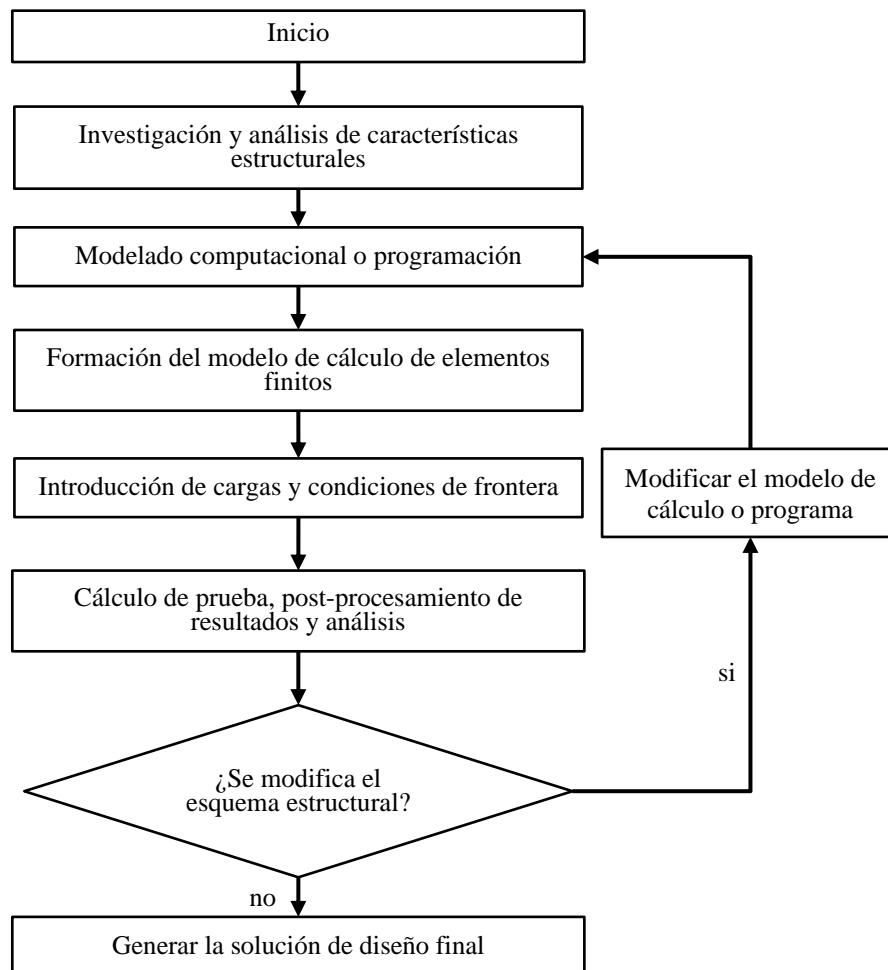 Inicio
Investigación y análisis de características
estructurales
Modelado computacional o programación
Formación del modelo de cálculo de elementos
finitos
Introducción de cargas y condiciones de frontera
Modificar el modelo de
cálculo o programa
Cálculo de prueba, post-procesamiento de
resultados y análisis
si
¿Se modifica el
esquema estructural?
no
Generar la solución de diseño final